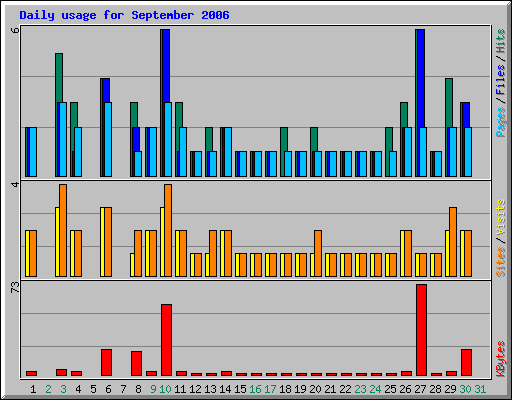 Daily usage for September 2006
6
Pages / Files / Hits
4
Sites / Visits
73
KBytes
1 2 3 4 5 6 7 8 9 10 11 12 13 14 15 16 17 18 19 20 21 22 23 24 25 26 27 28 29 30 31